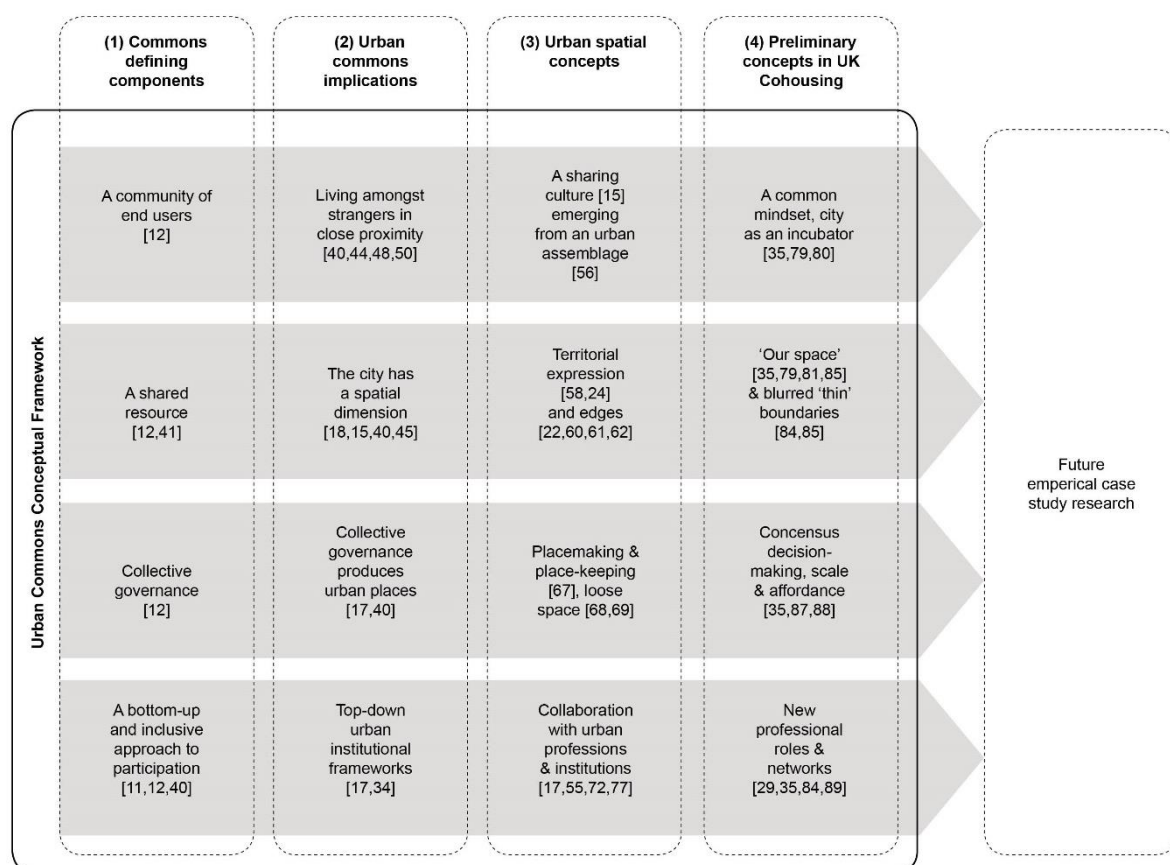 (1) Commons
defining
components
(2) Urban
commons
implications
(3) Urban spatial
concepts
(4) Preliminary
concepts in UK
Cohousing
Urban Commons Conceptual Framework
A community of
end users
[12]
Living amongst
strangers in
close proximity
[40,44,48,50]
A sharing
culture [15]
emerging
from an urban
assemblage
[56]
A common
mindset, city
as an incubator
[35,79,80]
A shared
resource
[12,41]
The city has
a spatial
dimension
[18,15,40,45]
Territorial
expression
[58,24]
and edges
[22,60,61,62]
‘Our space’
[35,79,81,85]
& blurred ‘thin’
boundaries
[84,85]
Collective
governance
[12]
Collective
governance
produces
urban places
[17,40]
Placemaking &
place-keeping
[67], loose
space [68,69]
Concensus
decision-
making, scale
& affordance
[35,87,88]
A bottom-up
and inclusive
approach to
participation
[11,12,40]
Top-down
urban
institutional
frameworks
[17,34]
Collaboration
with urban
professions
& institutions
[17,55,72,77]
New
professional
roles &
networks
[29,35,84,89]
Future
emperical case
study research